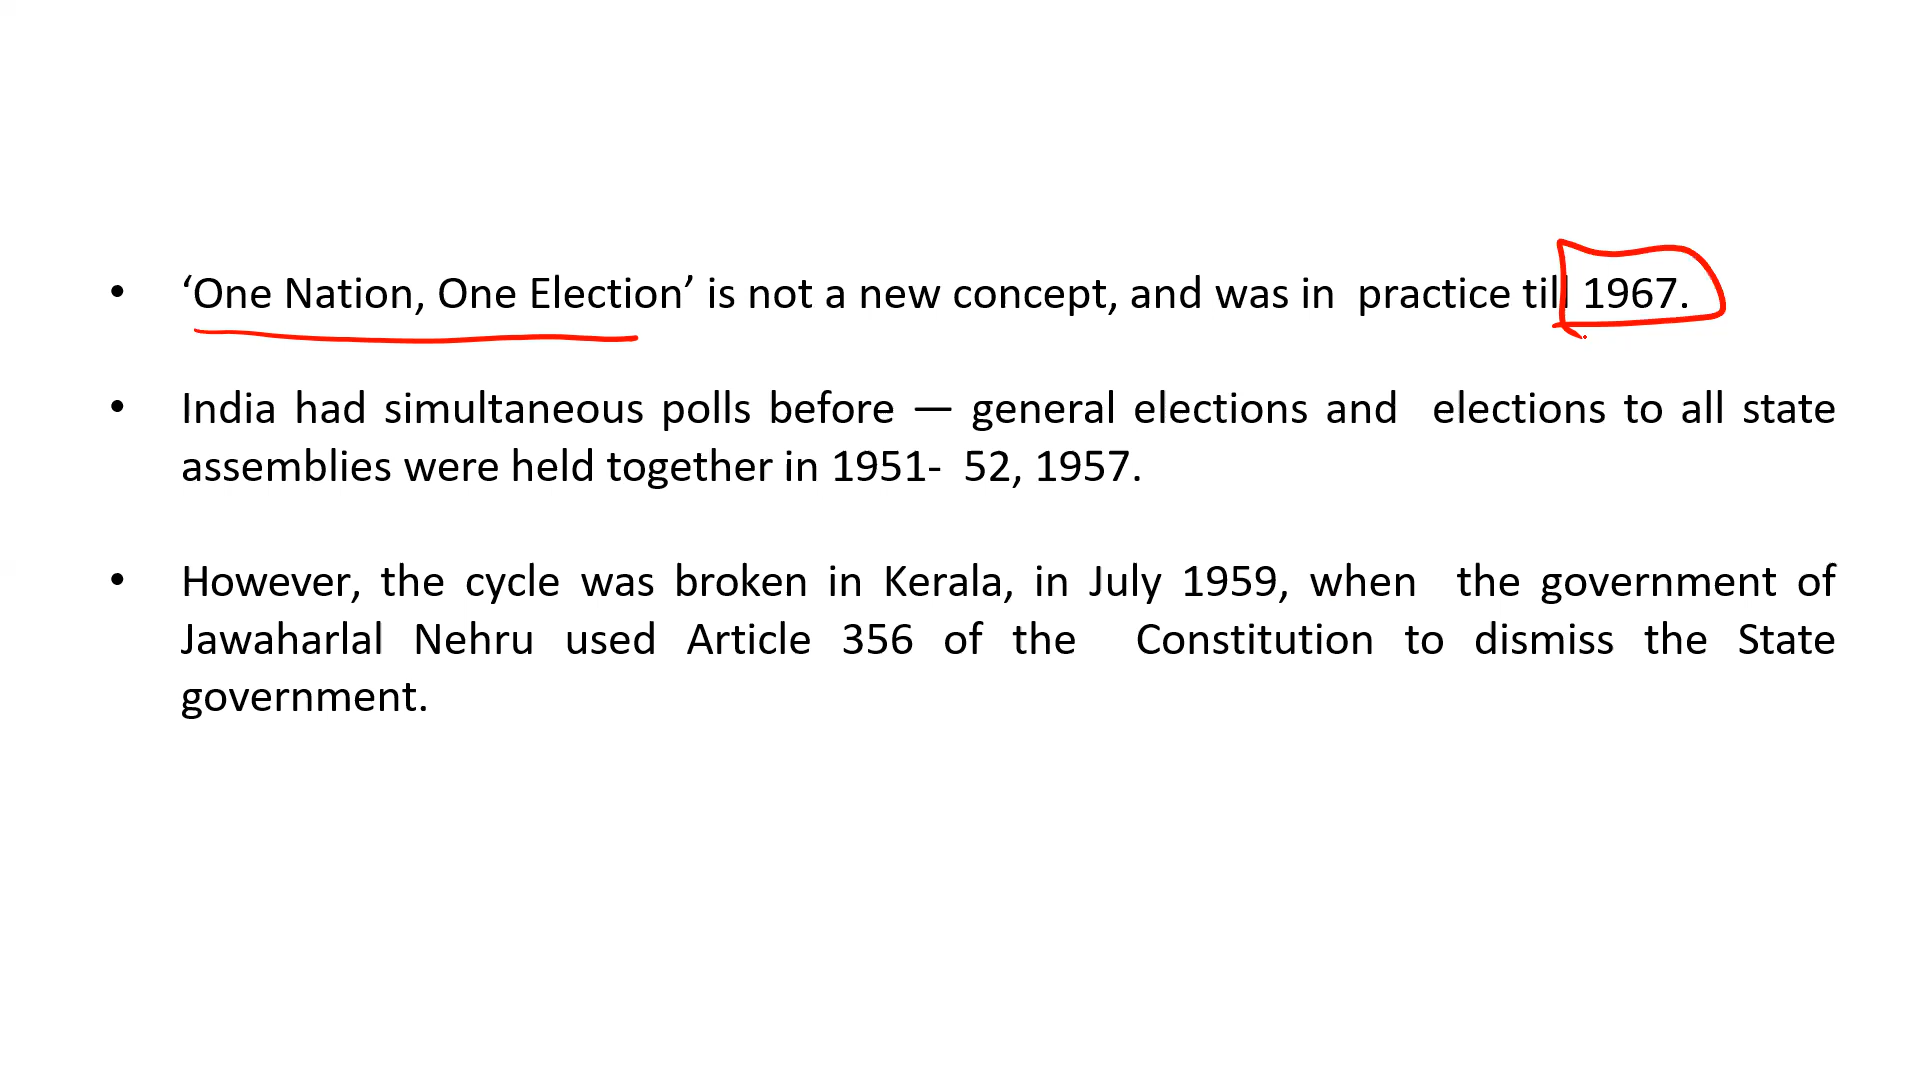 • ‘One Nation, One Election’ is not a new concept, and was in practice till 1967.
• India had simultaneous polls before — general elections and elections to all state
assemblies were held together in 1951- 52, 1957.
• However, the cycle was broken in Kerala, in July 1959, when the government of
Jawaharlal Nehru used Article 356 of the Constitution to dismiss the State
government.